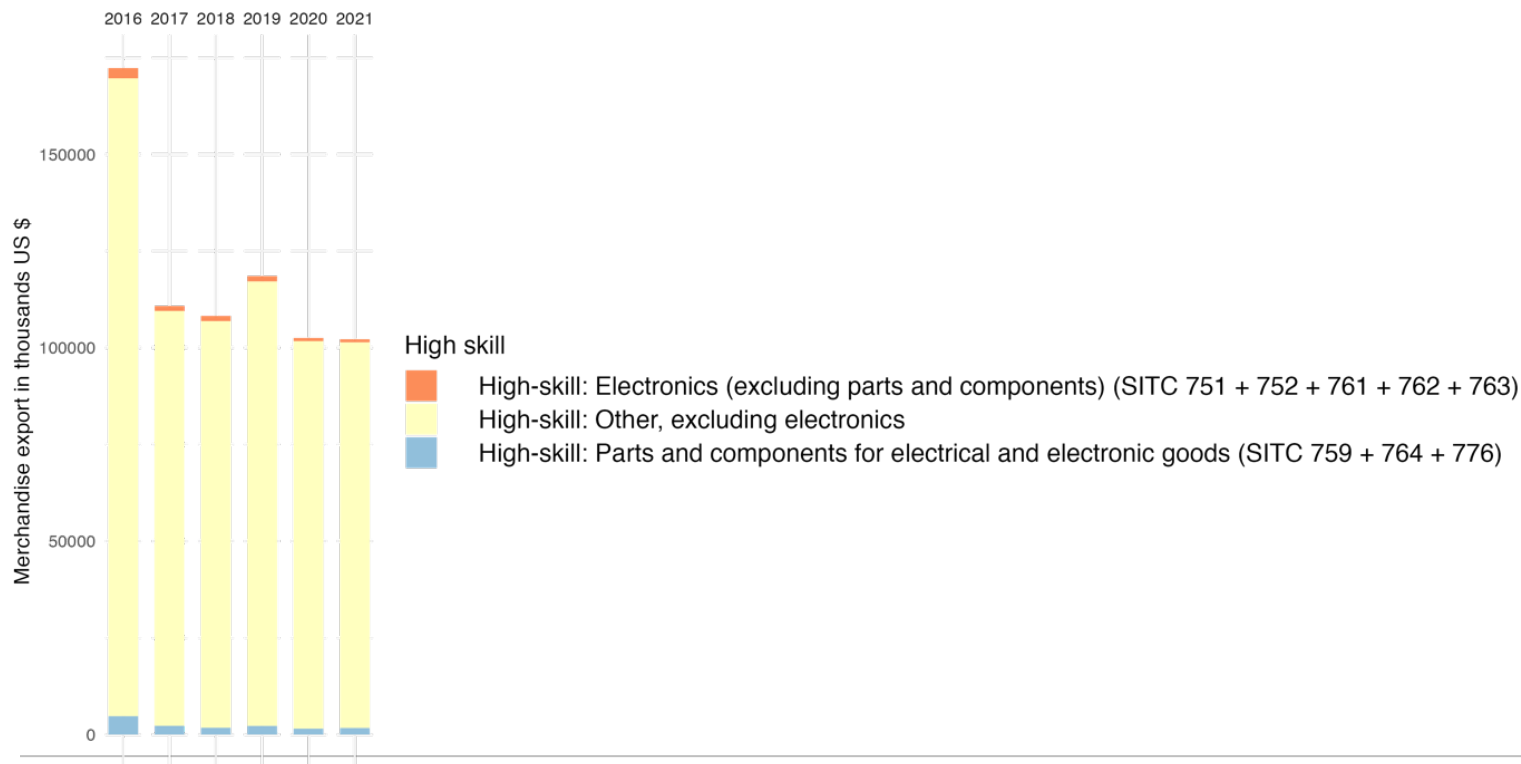 2016 2017 2018 2019 2020 2021
150000
100000
50000
0
Merchandise export in thousands US $
High skill
High-skill: Electronics (excluding parts and components) (SITC 751 + 752 + 761 + 762 + 763)
High-skill: Other, excluding electronics
High-skill: Parts and components for electrical and electronic goods (SITC 759 + 764 + 776)